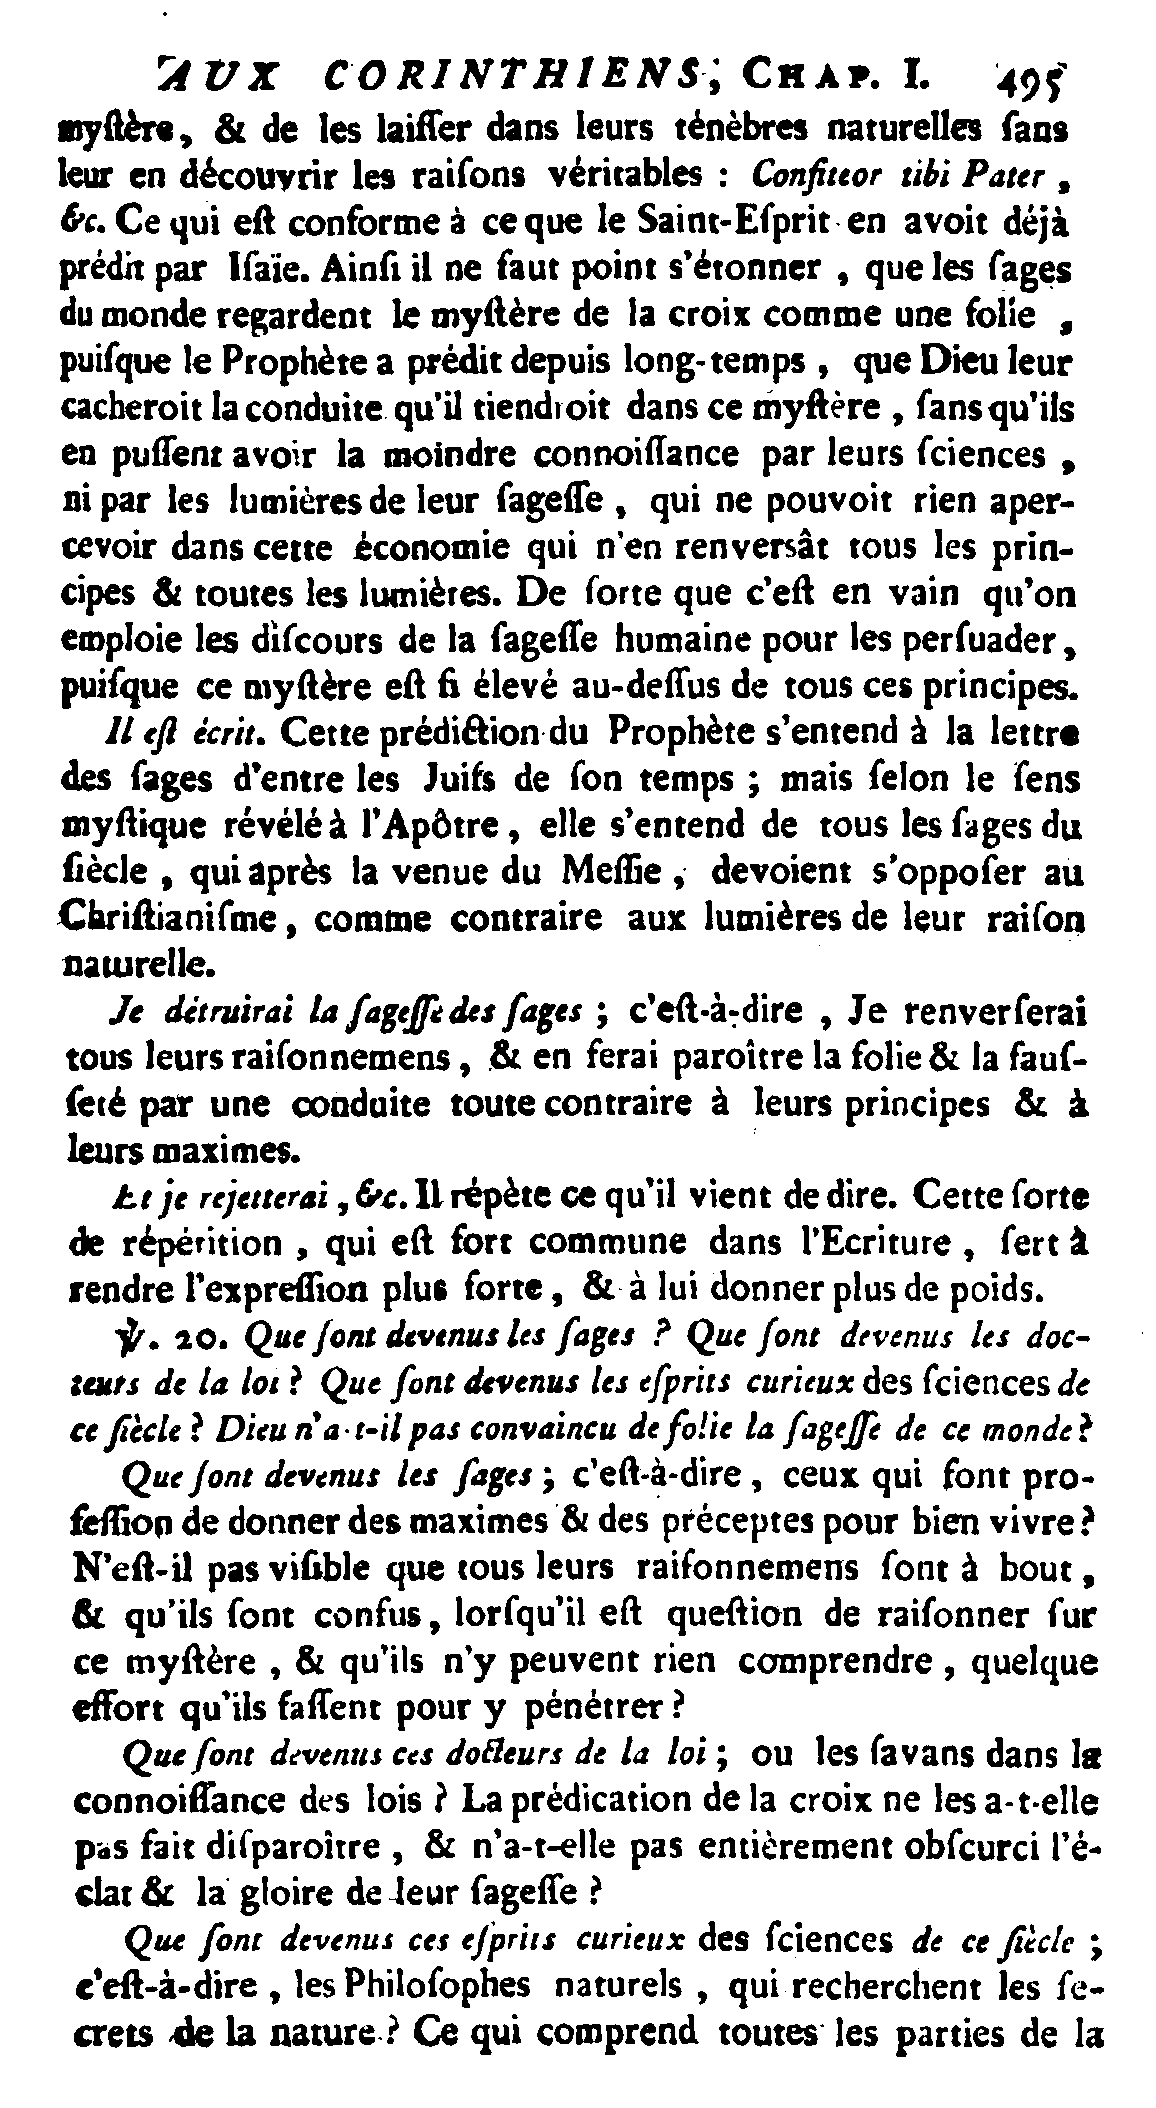 AUX CORINTHIENS, CHAP. I. 495
myſtère, & de les laiſſer dans leurs ténèbres naturelles ſans
leur en découvrir les raiſons véritables : Confiteor tibi Pater ,
&c. Ce qui eſt conforme à ce que le Saint-Eſprit en avoit déjà
prédit par Iſaïe. Ainſi il ne faut point s'étonner , que les ſages
du monde regardent le myſtère de la croix comme une folie ,
puiſque le Prophète a prédit depuis long-temps , que Dieu leur
cacheroit la conduite qu'il tiendroit dans ce myſtère , ſans qu'ils
en puſſent avoir la moindre connoiſſance par leurs ſciences ,
ni par les lumières de leur ſageſſe , qui ne pouvoit rien aper-
cevoir dans cette économie qui n'en renversât tous les prin-
cipes & toutes les lumières. De ſorte que c'eſt en vain qu'on
emploie les diſcours de la ſageſſe humaine pour les perſuader,
puiſque ce myſtère eſt ſi élevé au-deſſus de tous ces principes.
Il eſt écrit. Cette prédiction du Prophète s'entend à la lettre
des ſages d'entre les Juifs de ſon temps ; mais ſelon le ſens
myſtique révélé à l'Apôtre, elle s'entend de tous les ſages du
ſiècle , qui après la venue du Meſſie , devoient s'oppoſer au
Chriſtianiſme, comme contraire aux lumières de leur raiſon
naturelle.
Je détruirai la ſageſſe des ſages ; c'eſt-à-dire , Je renverſerai
tous leurs raiſonnemens , & en ferai paroître la folie & la fauſ-
ſeté par une conduite toute contraire à leurs principes & à
leurs maximes.
Et je rejetterai , &c. Il répète ce qu'il vient de dire. Cette ſorte
de répétition , qui eſt fort commune dans l'Ecriture , ſert à
rendre l'expreſſion plus forte, & à lui donner plus de poids.
℣. 20. Que ſont devenus les ſages ? Que ſont devenus les doc-
teurs de la loi ? Que ſont devenus les eſprits curieux des ſciences de
ce ſiècle ? Dieu n'a-t-il pas convaincu de folie la ſageſſe de ce monde ?
Que ſont devenus les ſages ; c'eſt-à-dire , ceux qui font pro-
feſſion de donner des maximes & des préceptes pour bien vivre ?
N'eſt-il pas viſible que tous leurs raiſonnemens ſont à bout ,
& qu'ils ſont confus, lorſqu'il eſt queſtion de raiſonner ſur
ce myſtère , & qu'ils n'y peuvent rien comprendre , quelque
effort qu'ils faſſent pour y pénétrer ?
Que ſont devenus ces docteurs de la loi ; ou les ſavans dans la
connoiſſance des lois ? La prédication de la croix ne les a-t-elle
pas fait diſparoître , & n'a-t-elle pas entièrement obſcurci l'é-
clat & la gloire de leur ſageſſe ?
Que ſont devenus ces eſprits curieux des ſciences de ce ſiècle ;
c'eſt-à-dire , les Philoſophes naturels , qui recherchent les ſe-
crets de la nature ? Ce qui comprend toutes les parties de la